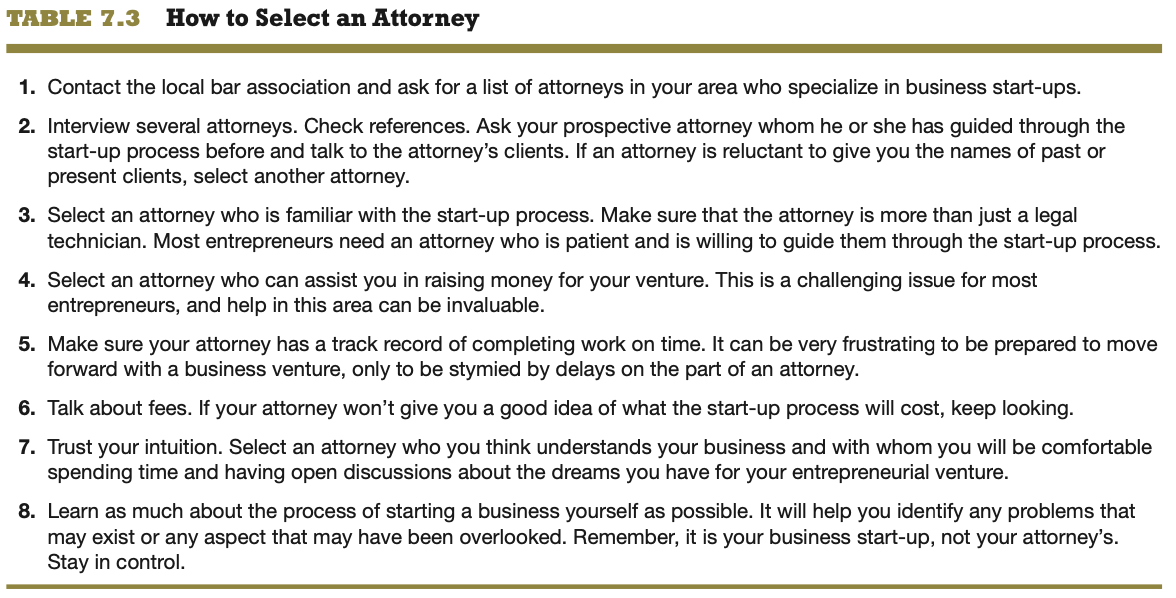 TABLE 7.3 How to Select an Attorney
1. Contact the local bar association and ask for a list of attorneys in your area who specialize in business start-ups.
2. Interview several attorneys. Check references. Ask your prospective attorney whom he or she has guided through the
start-up process before and talk to the attorney's clients. If an attorney is reluctant to give you the names of past or
present clients, select another attorney.
3. Select an attorney who is familiar with the start-up process. Make sure that the attorney is more than just a legal
technician. Most entrepreneurs need an attorney who is patient and is willing to guide them through the start-up process.
4. Select an attorney who can assist you in raising money for your venture. This is a challenging issue for most
entrepreneurs, and help in this area can be invaluable.
5. Make sure your attorney has a track record of completing work on time. It can be very frustrating to be prepared to move
forward with a business venture, only to be stymied by delays on the part of an attorney.
6. Talk about fees. If your attorney won't give you a good idea of what the start-up process will cost, keep looking.
7. Trust your intuition. Select an attorney who you think understands your business and with whom you will be comfortable
spending time and having open discussions about the dreams you have for your entrepreneurial venture.
8. Learn as much about the process of starting a business yourself as possible. It will help you identify any problems that
may exist or any aspect that may have been overlooked. Remember, it is your business start-up, not your attorney's.
Stay in control.